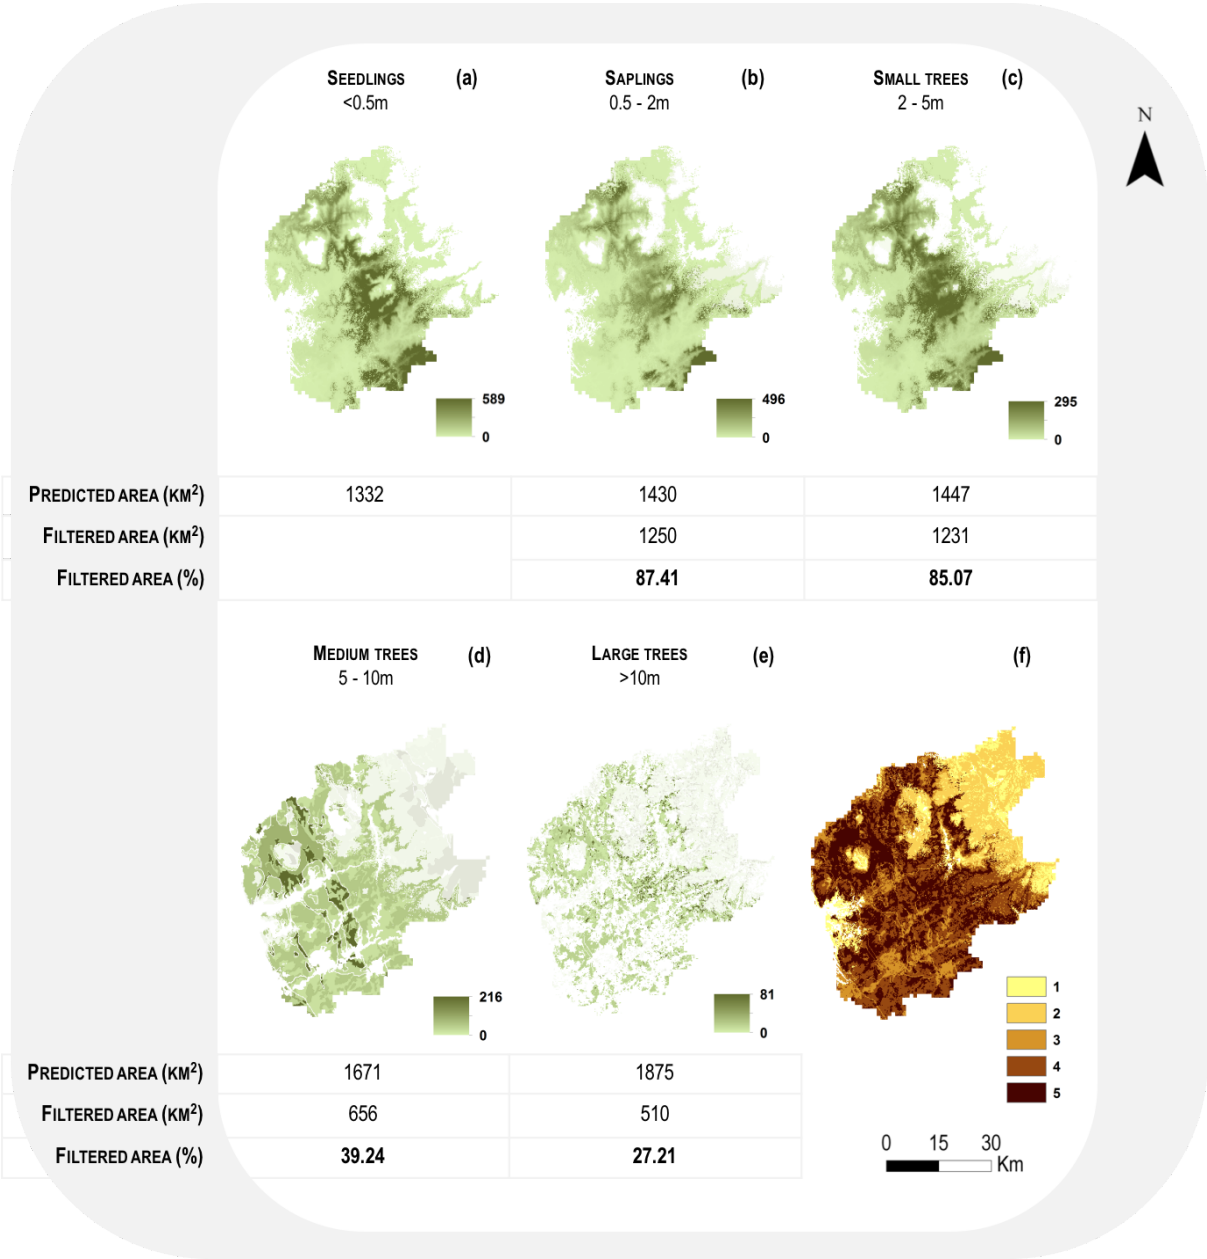 SEEDLINGS (a) SAPLINGS (b) SMALL TREES (c)
<0.5m 0.5 - 2m 2 - 5m
N
589 496 295
0 0 0
PREDICTED AREA (KM²) 1332 1430 1447
FILTERED AREA (KM²) 1250 1231
FILTERED AREA (%) 87.41 85.07
MEDIUM TREES (d) LARGE TREES (e) (f)
5 - 10m >10m
216 81
0 0
1
2
3
4
5
PREDICTED AREA (KM²) 1671 1875
FILTERED AREA (KM²) 656 510
FILTERED AREA (%) 39.24 27.21
0 15 30
Km